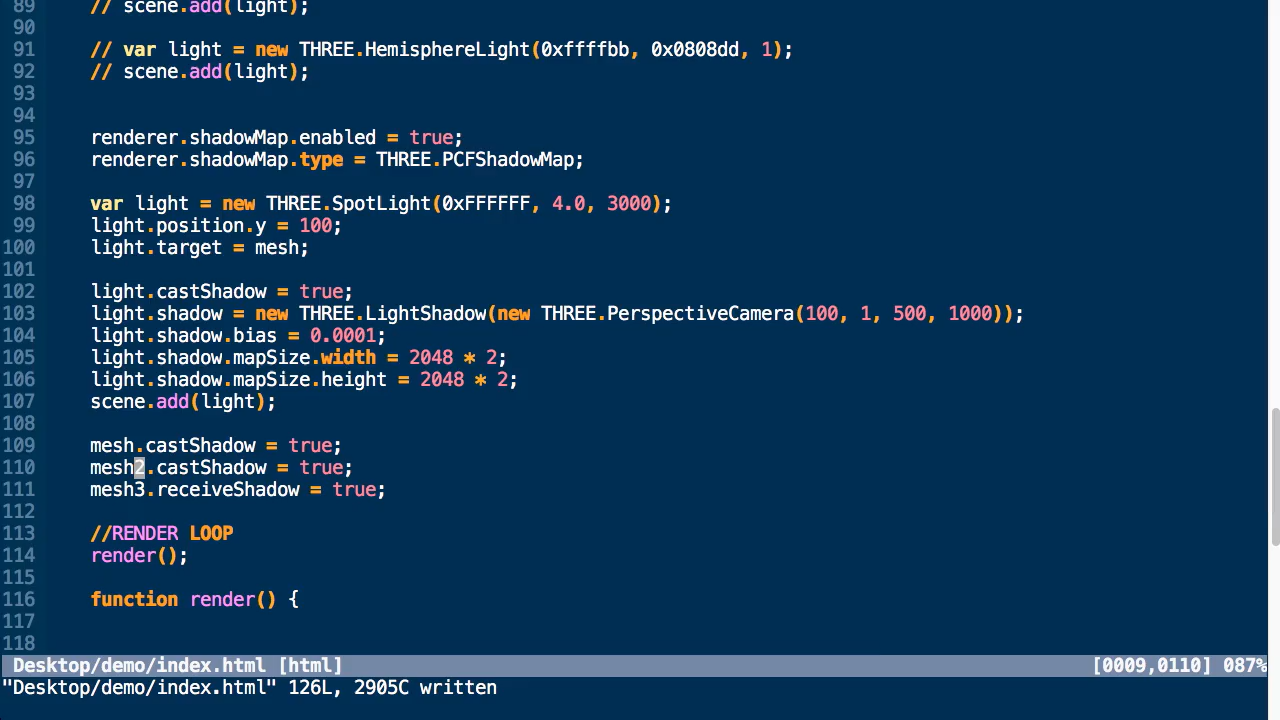 89 // scene.add(light);
90
91 // var light = new THREE.HemisphereLight(0xffffbb, 0x0808dd, 1);
92 // scene.add(light);
93
94
95 renderer.shadowMap.enabled = true;
96 renderer.shadowMap.type = THREE.PCFShadowMap;
97
98 var light = new THREE.SpotLight(0xFFFFFF, 4.0, 3000);
99 light.position.y = 100;
100 light.target = mesh;
101
102 light.castShadow = true;
103 light.shadow = new THREE.LightShadow(new THREE.PerspectiveCamera(100, 1, 500, 1000));
104 light.shadow.bias = 0.0001;
105 light.shadow.mapSize.width = 2048 * 2;
106 light.shadow.mapSize.height = 2048 * 2;
107 scene.add(light);
108
109 mesh.castShadow = true;
110 mesh2.castShadow = true;
111 mesh3.receiveShadow = true;
112
113 //RENDER LOOP
114 render();
115
116 function render() {
117
118
Desktop/demo/index.html [html] [0009,0110] 087%
"Desktop/demo/index.html" 126L, 2905C written